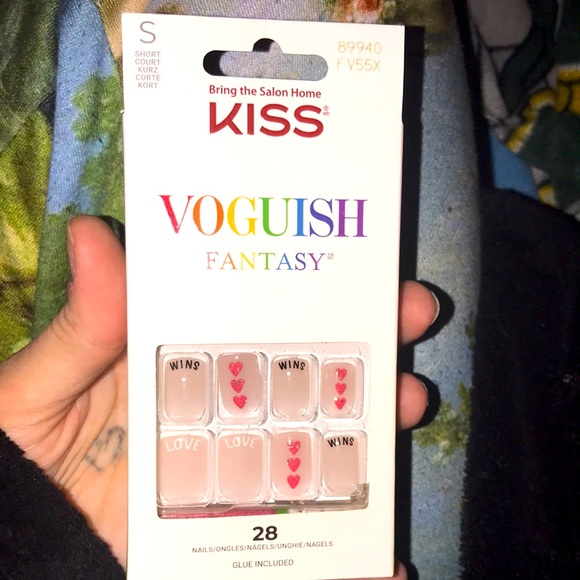 S
SHORT
COURT
KURZ
CORTE
KORT
89940
FV55X
Bring the Salon Home
KISS
VOGUISH
FANTASY
WINS WINS
LOVE LOVE WINS
28
NAILS/ONGLES/NAGELS/UNGHIE/NAGELS
GLUE INCLUDED